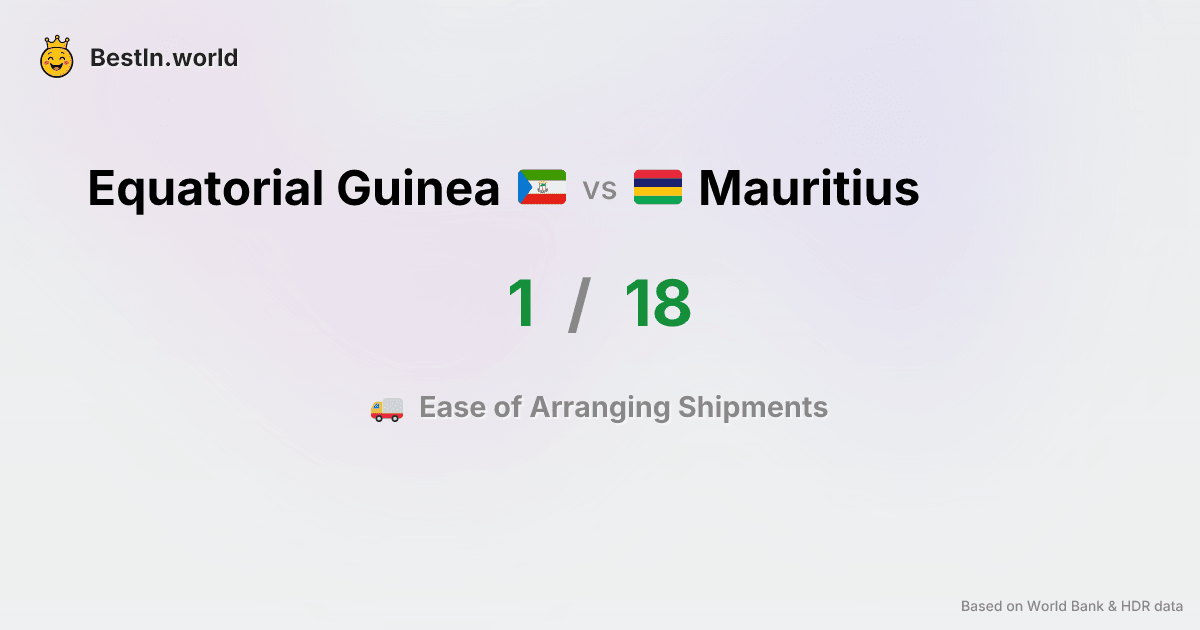 BestIn.world
Equatorial Guinea vs Mauritius
1 / 18
Ease of Arranging Shipments
Based on World Bank & HDR data